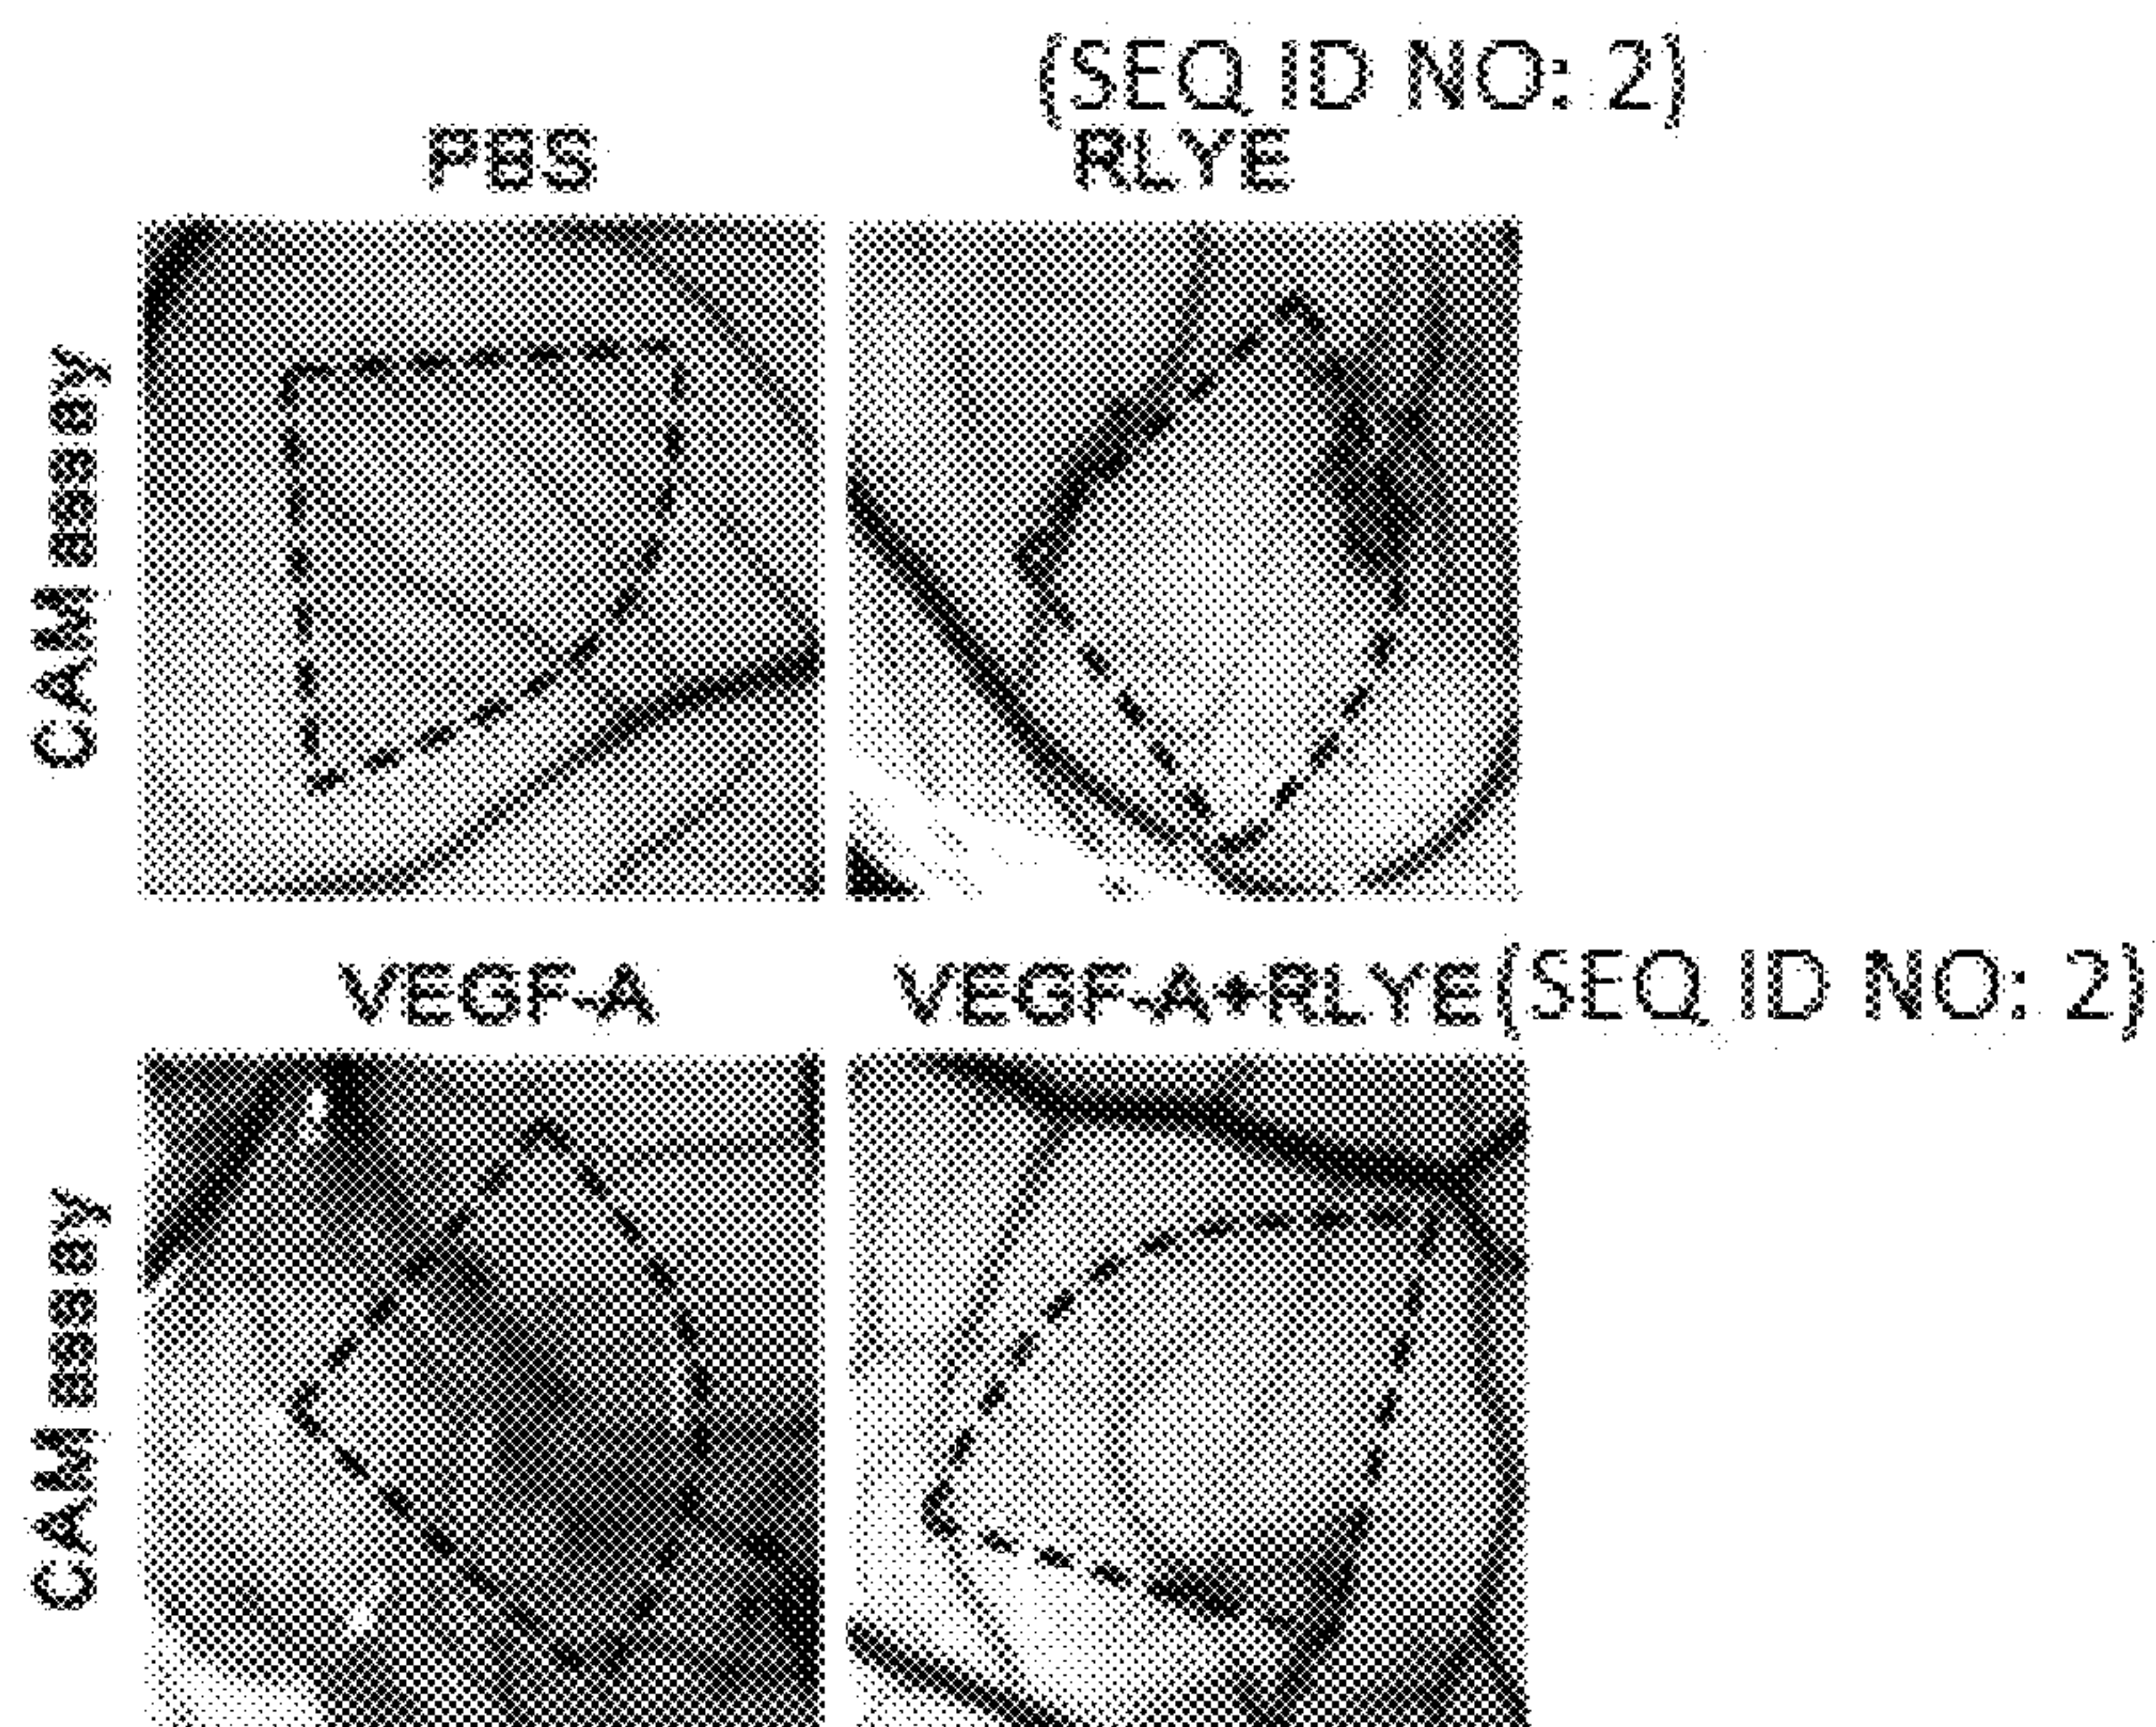 (SEQ ID NO: 2)
PBS RLYE
CAM assay
VEGF-A VEGF-A+RLYE (SEQ ID NO: 2)
CAM assay